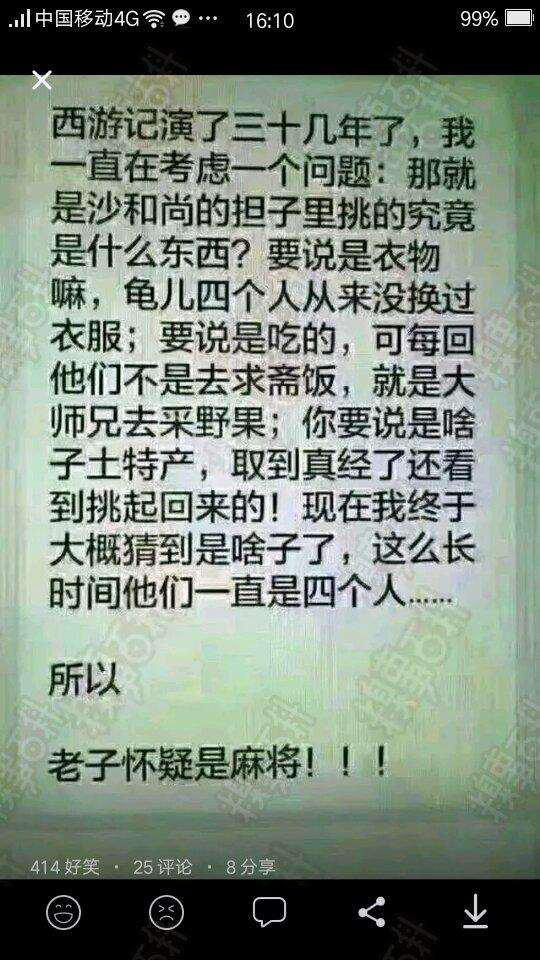 中国移动4G
16:10
99%
西游记演了三十几年了，我
一直在考虑一个问题：那就
是沙和尚的担子里挑的究竟
是什么东西？要说是衣物
嘛，龟儿四个人从来没换过
衣服；要说是吃的，可每回
他们不是去求斋饭，就是大
师兄去采野果；你要说是啥
子土特产，取到真经了还看
到挑起回来的！现在我终于
大概猜到是啥子了，这么长
时间他们一直是四个人……
所以
老子怀疑是麻将！！！
414好笑 · 25评论 · 8分享